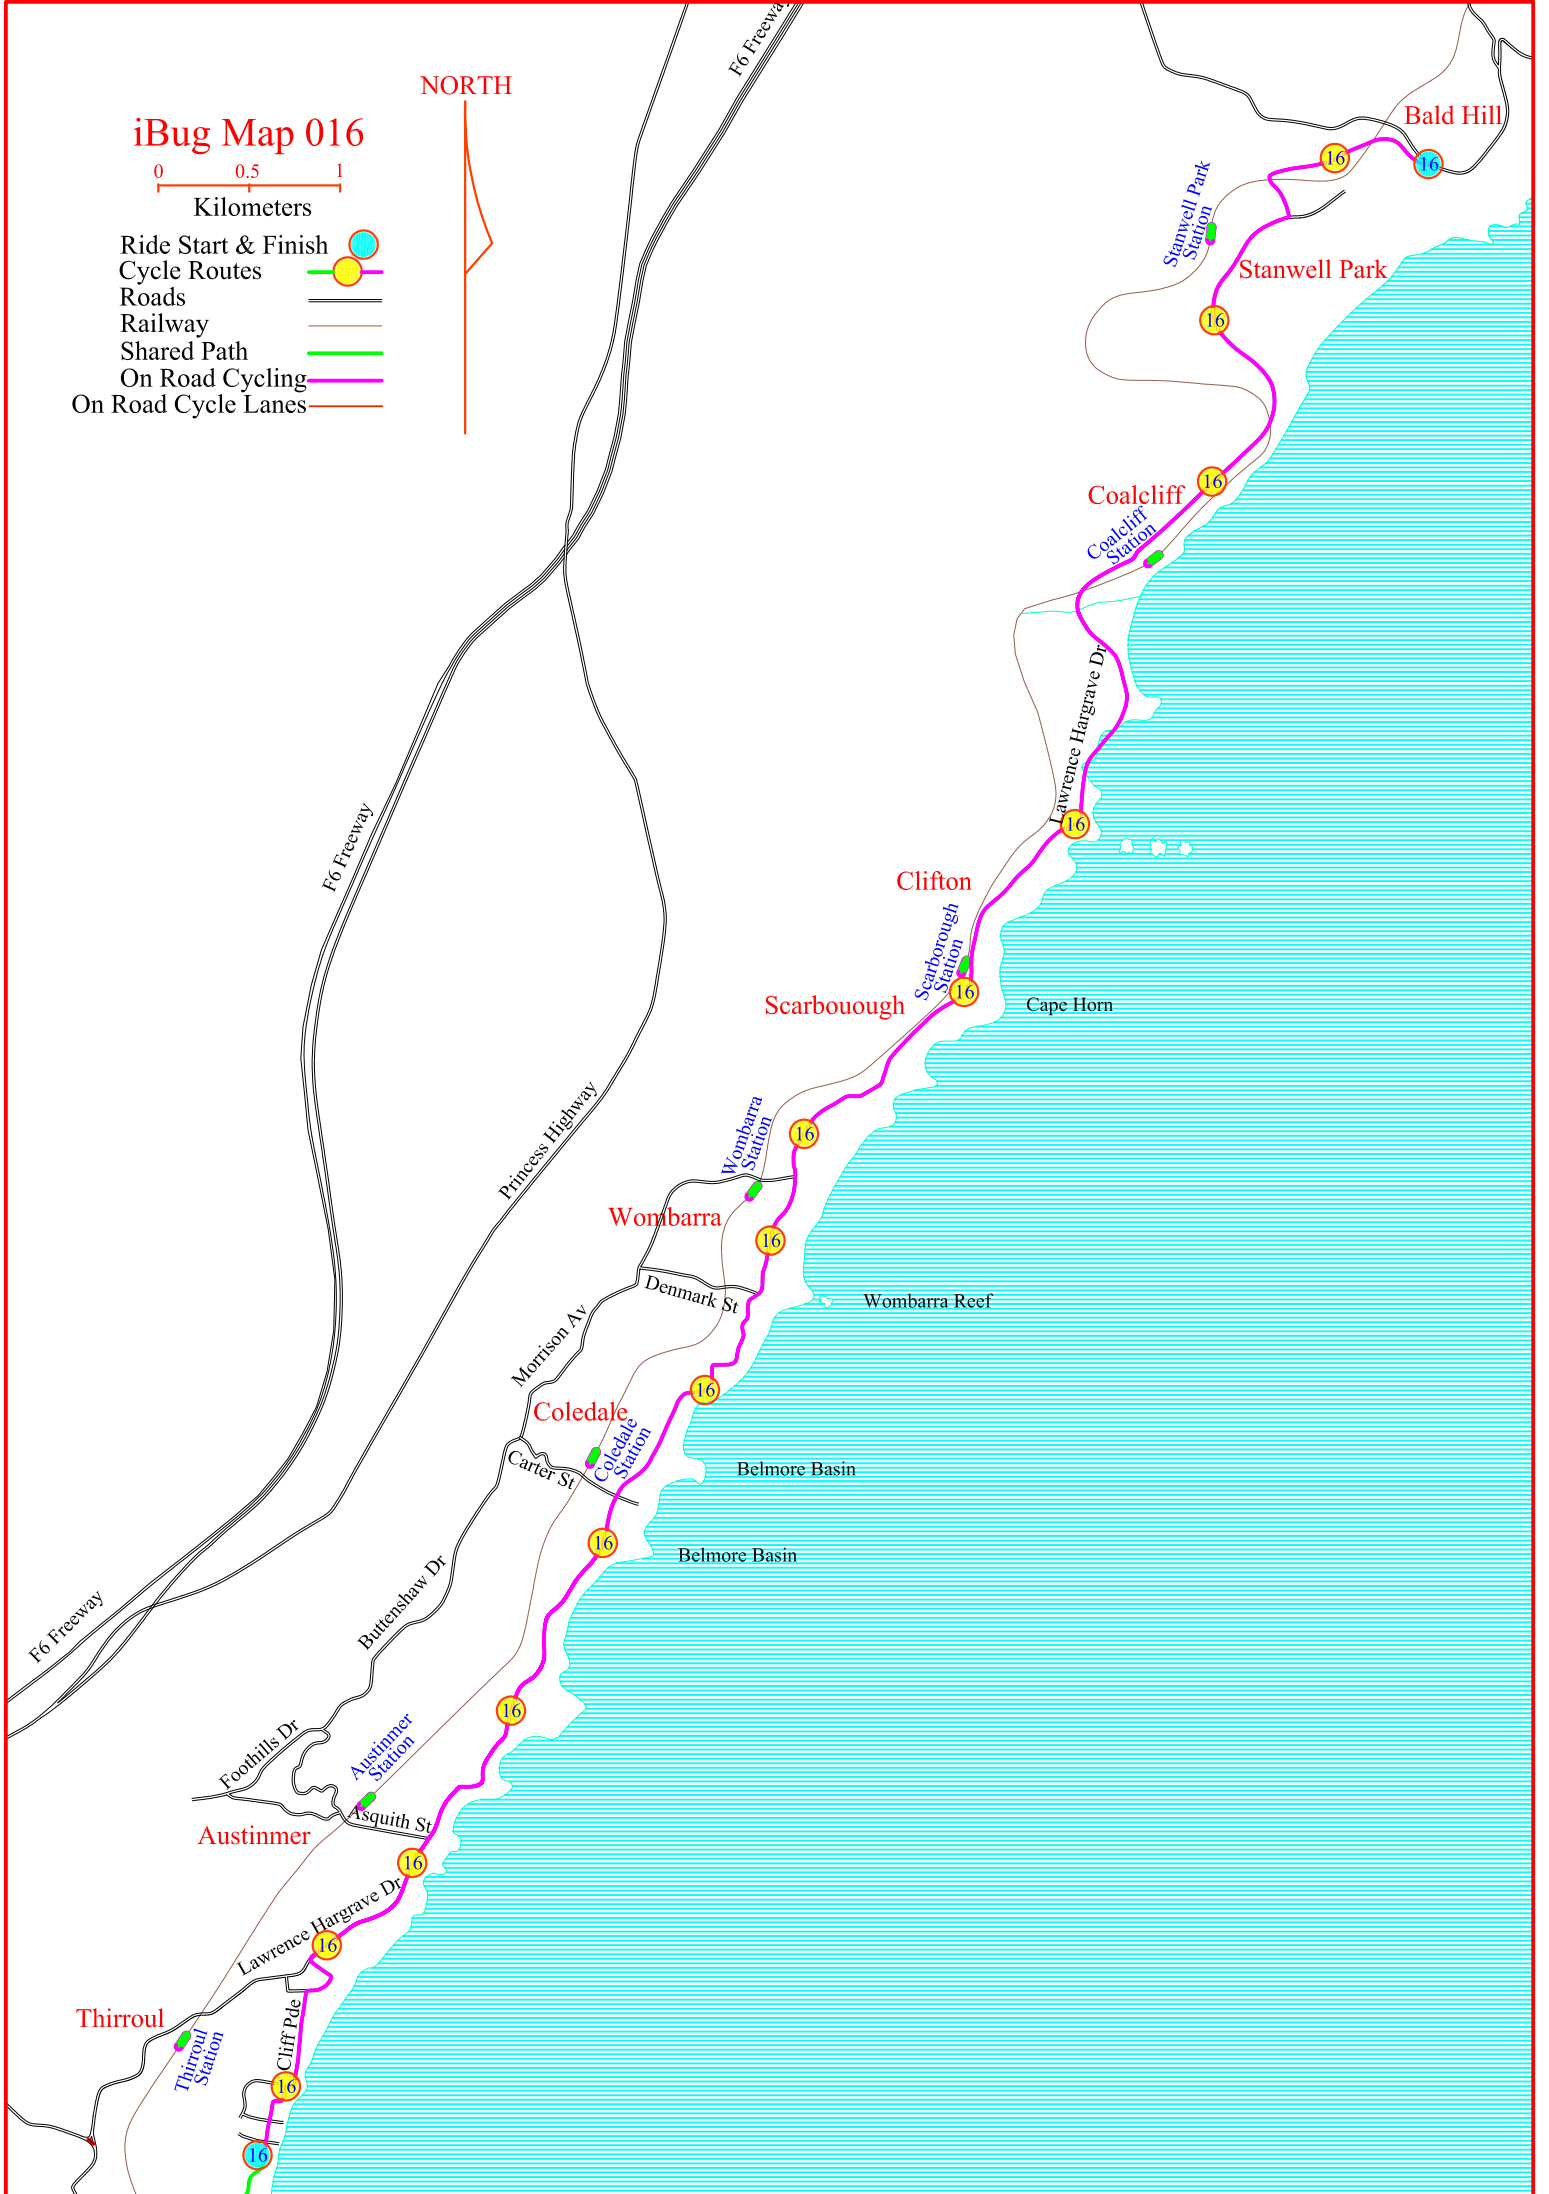 F6 Freeway
NORTH
iBug Map 016
0 0.5 1
Kilometers
Ride Start & Finish
Cycle Routes
Roads
Railway
Shared Path
On Road Cycling
On Road Cycle Lanes
Bald Hill
16
16
Stanwell Park
Station
Stanwell Park
16
16
Coalcliff
Coalcliff
Station
Lawrence Hargrave Dr
16
F6 Freeway
Clifton
Scarborough
Station
16
Scarbouough
Cape Horn
Princess Highway
Wombarra
Station
16
Wombarra
16
Denmark St
Wombarra Reef
Morrison Av
16
Coledale
Coledale
Station
Carter St
Belmore Basin
16
Belmore Basin
Buttenshaw Dr
F6 Freeway
16
Foothills Dr
Austinmer
Station
Asquith St
Austinmer
16
Lawrence Hargrave Dr
16
Thirroul
Thirroul
Station
Cliff Pde
16
16